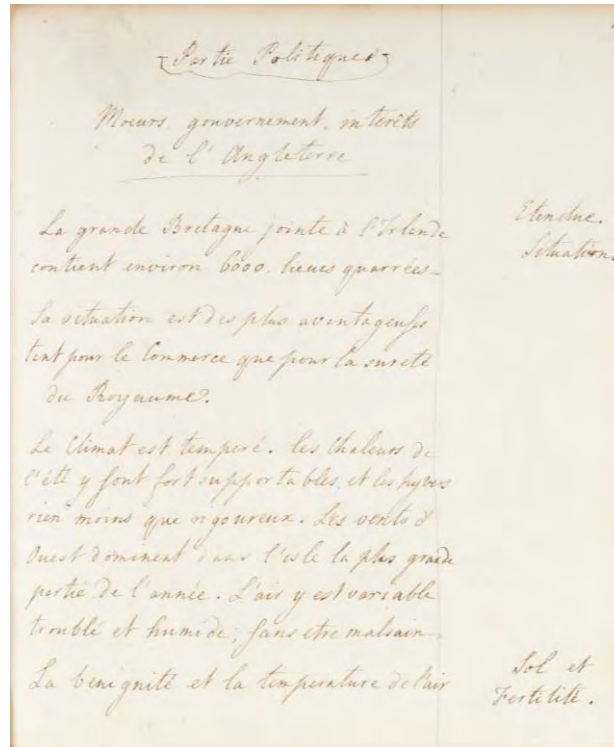 Partie Politique
Moeurs, gouvernement, interêts
de l'Angleterre
Etendue.
Situation.
La grande Bretagne jointe à l'Irlande
contient environ 6000. lieues quarrées
Sa situation est des plus aventageuses
tant pour le Commerce que pour la sureté
du Royaume.
Le Climat est temperé. les Chaleurs de
l'été y sont fort supportables, et les hyvers
rien moins que rigoureux. Les vents d'
Ouest dominent dans l'isle la plus grande
partie de l'année. L'air y est variable
troublé et humide; sans etre malsain
Sol et
Fertilité.
La benignité et la temperature de l'air